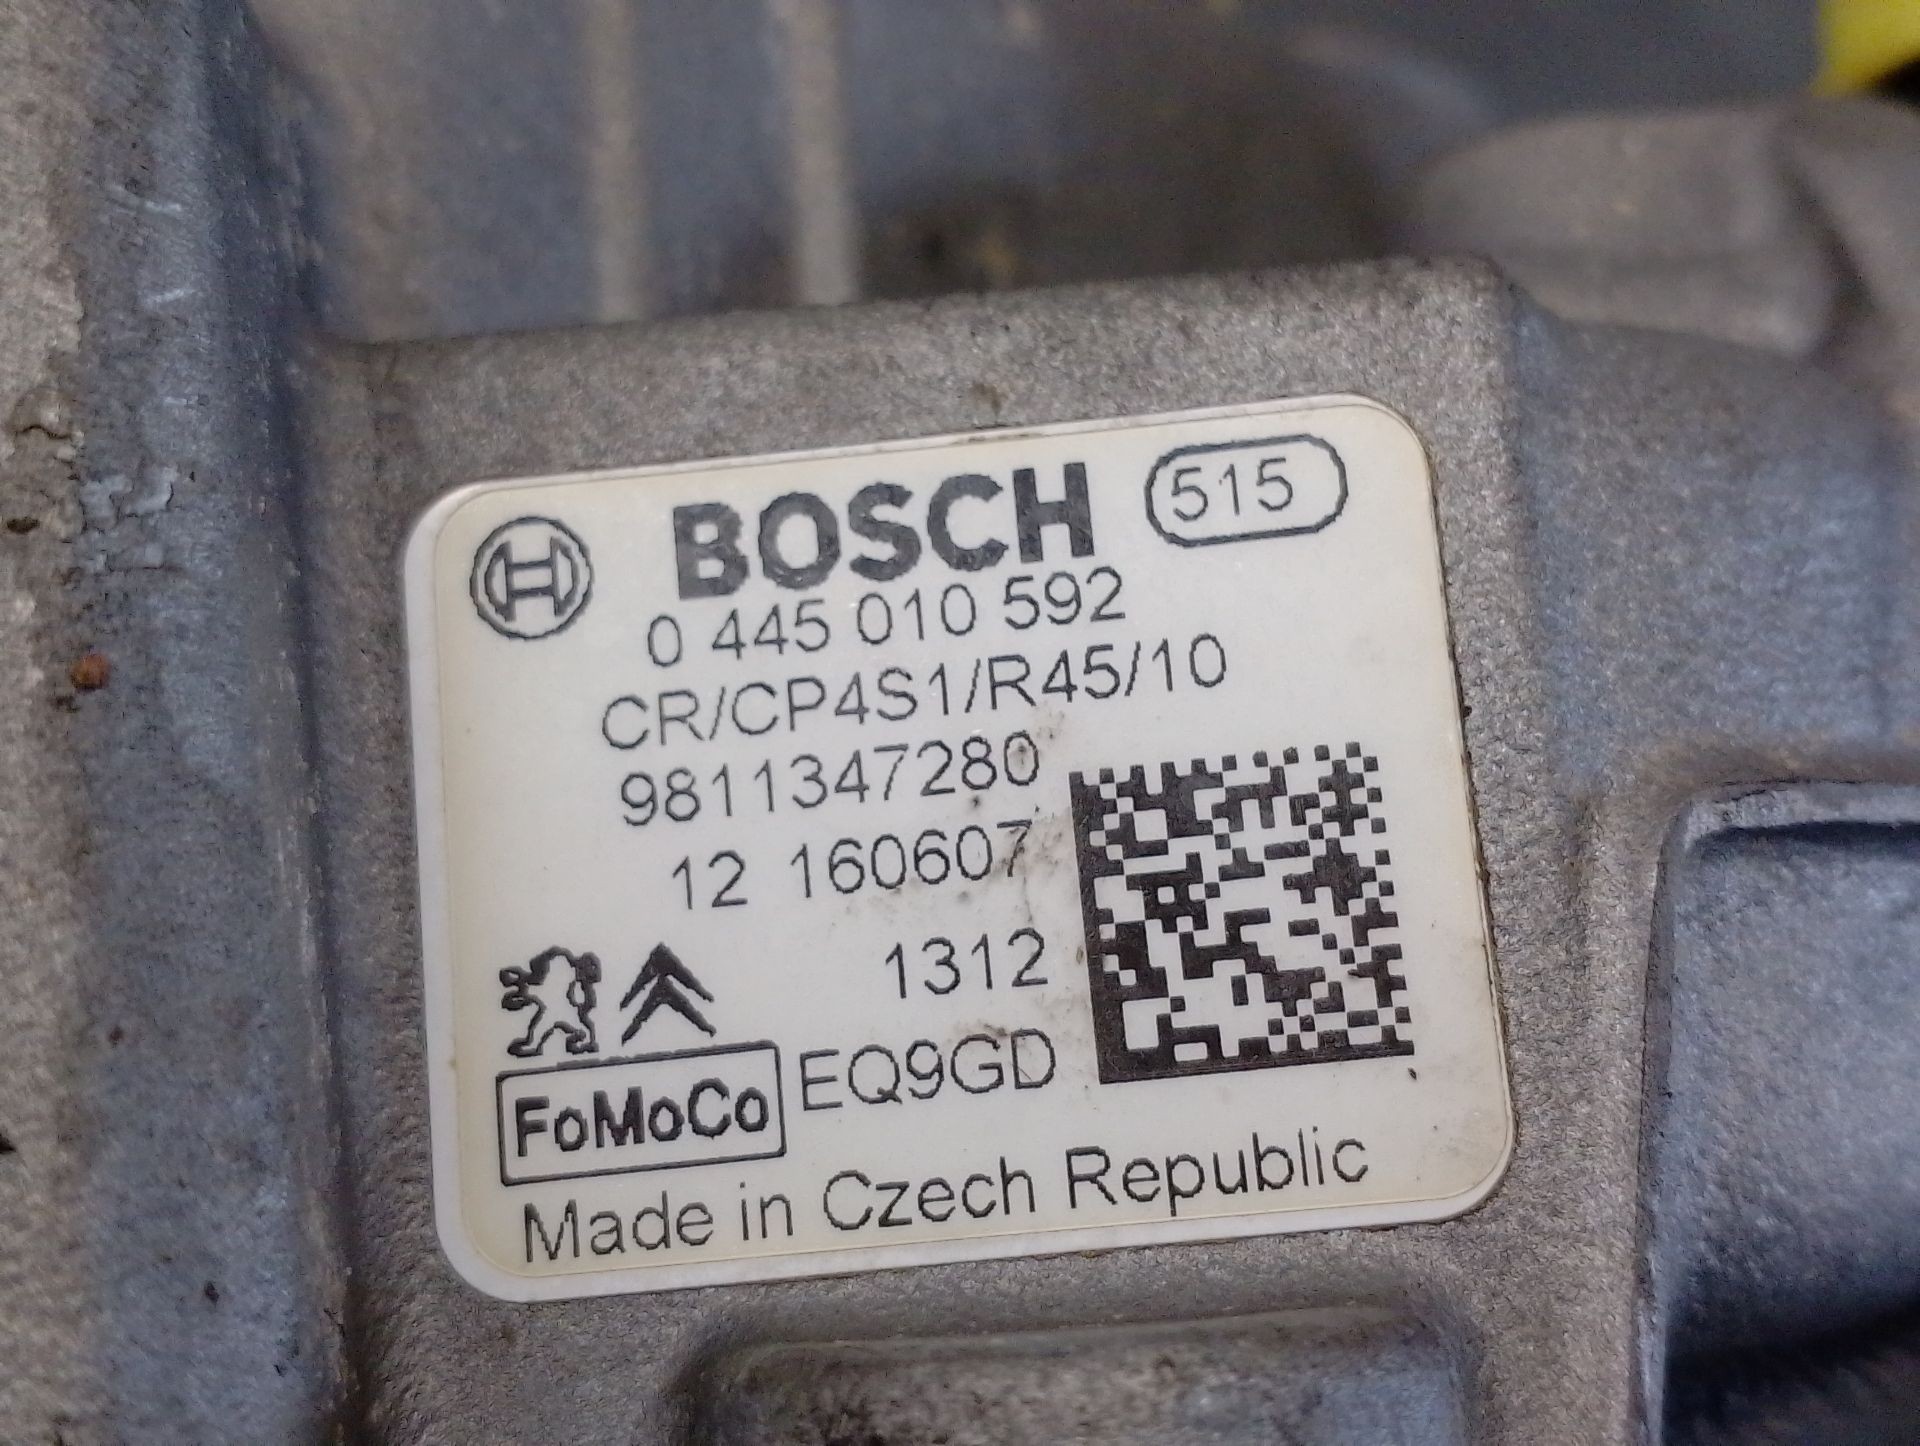 BOSCH 515
0 445 010 592
CR/CP4S1/R45/10
9811347280
12 160607
1312
FoMoCo EQ9GD
Made in Czech Republic